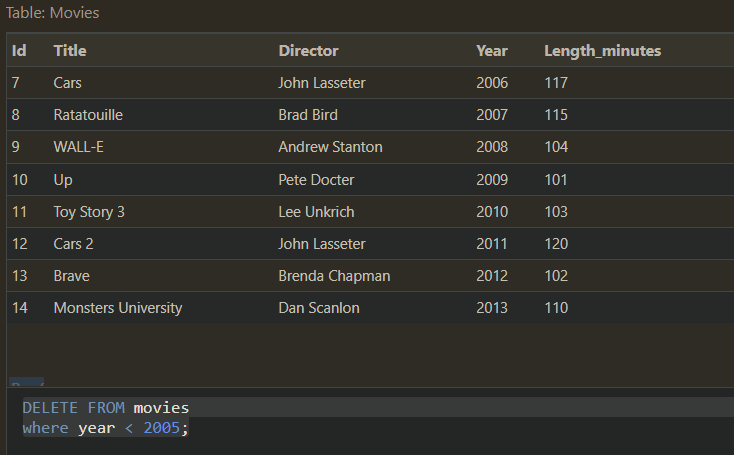 Table: Movies
Id Title Director Year Length_minutes
7 Cars John Lasseter 2006 117
8 Ratatouille Brad Bird 2007 115
9 WALL-E Andrew Stanton 2008 104
10 Up Pete Docter 2009 101
11 Toy Story 3 Lee Unkrich 2010 103
12 Cars 2 John Lasseter 2011 120
13 Brave Brenda Chapman 2012 102
14 Monsters University Dan Scanlon 2013 110
DELETE FROM movies
where year < 2005;